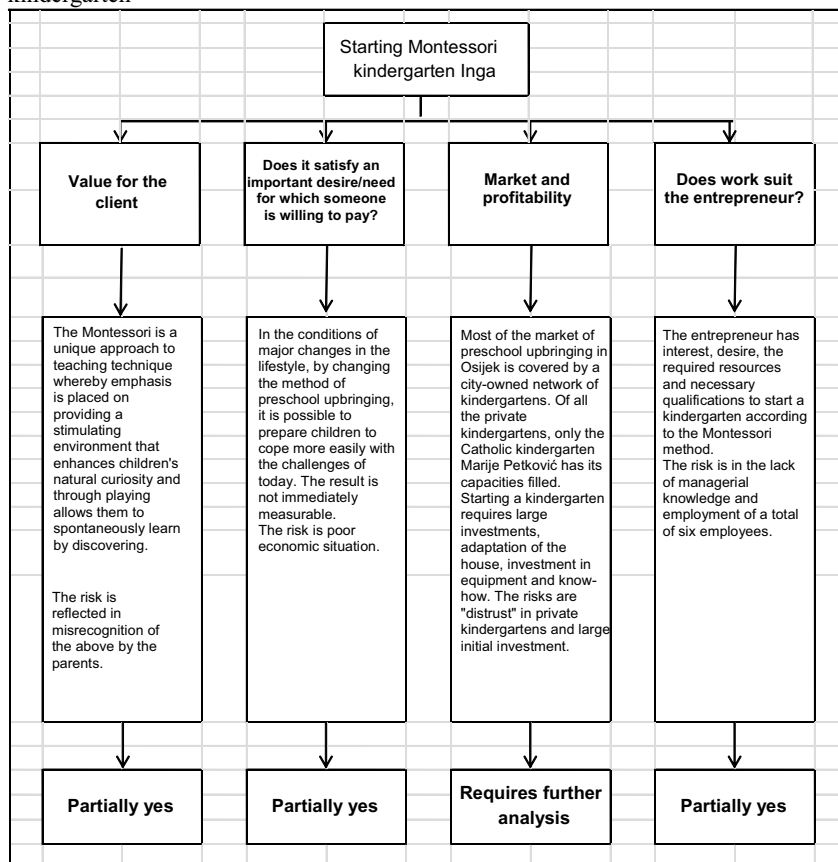 kindergarten
Starting Montessori
kindergarten Inga
Value for the
client
Does it satisfy an
important desire/need
for which someone
is willing to pay?
Market and
profitability
Does work suit
the entrepreneur?
The Montessori is a
unique approach to
teaching technique
whereby emphasis
is placed on
providing a
stimulating
environment that
enhances children's
natural curiosity and
through playing
allows them to
spontaneously learn
by discovering.
The risk is
reflected in
misrecognition of
the above by the
parents.
In the conditions of
major changes in the
lifestyle, by changing
the method of
preschool upbringing,
it is possible to
prepare children to
cope more easily with
the challenges of
today. The result is
not immediately
measurable.
The risk is poor
economic situation.
Most of the market of
preschool upbringing in
Osijek is covered by a
city-owned network of
kindergartens. Of all
the private
kindergartens, only the
Catholic kindergarten
Marije Petković has its
capacities filled.
Starting a kindergarten
requires large
investments,
adaptation of the
house, investment in
equipment and know-
how. The risks are
"distrust" in private
kindergartens and large
initial investment.
The entrepreneur has
interest, desire, the
required resources
and necessary
qualifications to start a
kindergarten according
to the Montessori
method.
The risk is in the lack
of managerial
knowledge and
employment of a total
of six employees.
Partially yes
Partially yes
Requires further
analysis
Partially yes